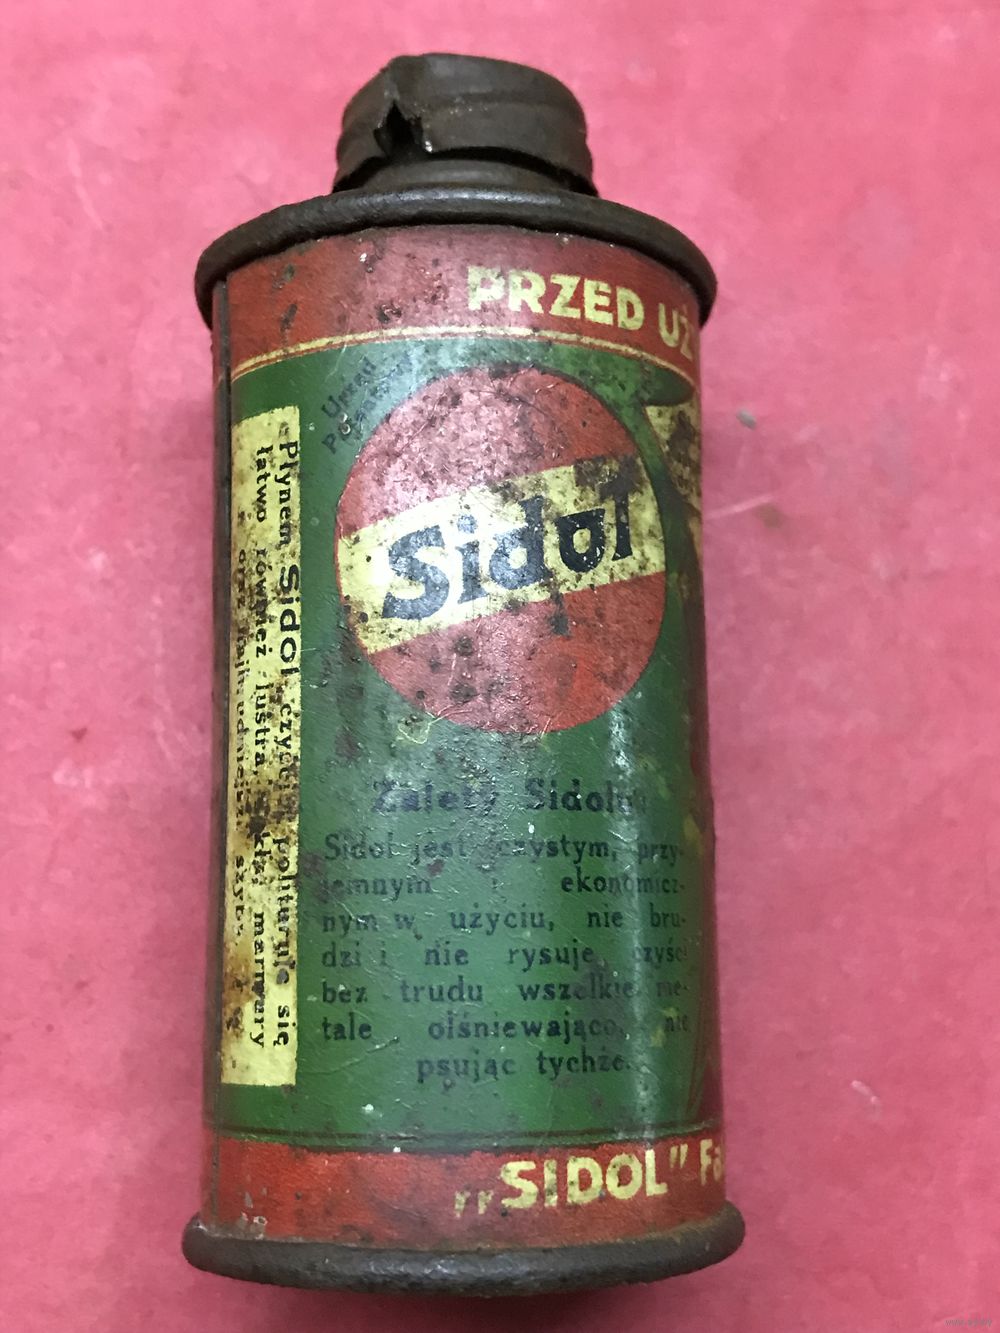 PRZED UŻ
Urząd
Sidol
Płynem Sidol czyści i polituruje się
łatwo również lustra, szkła, marmury
Zalety Sidolu
Sidol jest czystym, przy-
jemnym i ekonomicz-
nym w użyciu, nie bru-
dzi i nie rysuje, czyści
bez trudu wszelkie me-
tale olśniewająco, nie
psując tychże.
„SIDOL" Fa